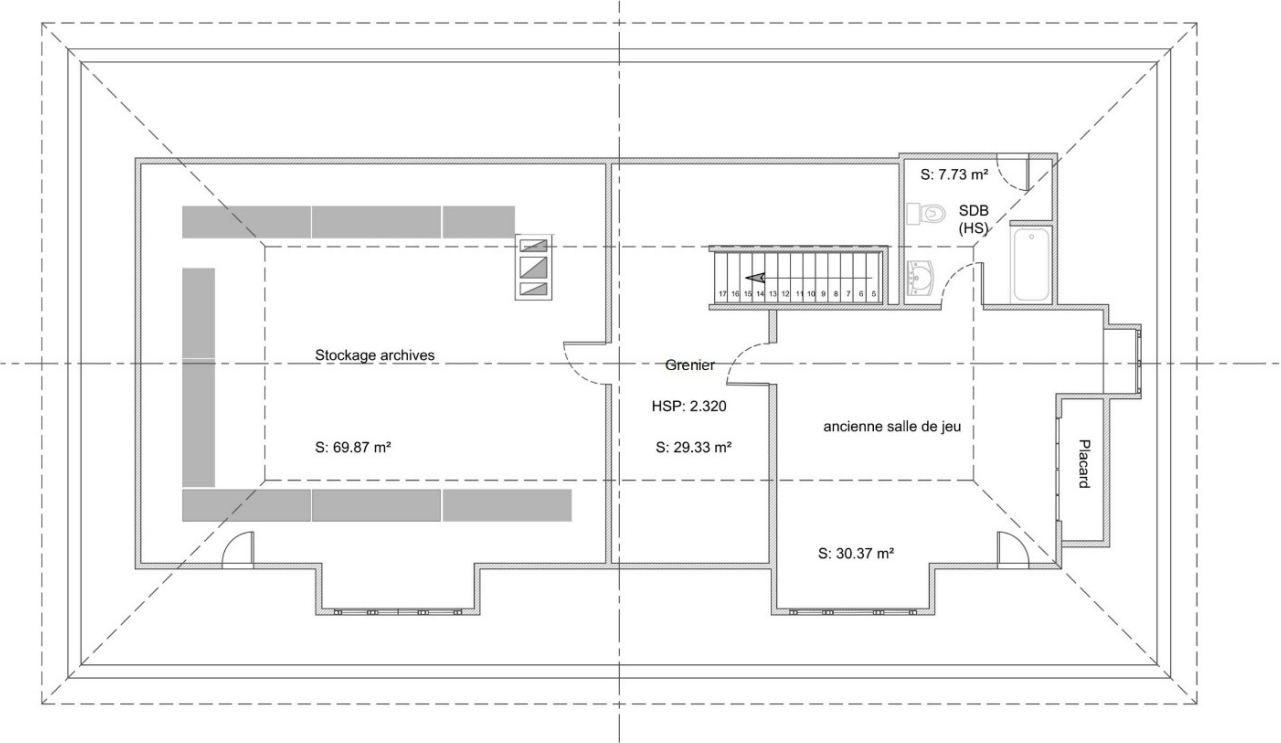 S: 7.73 m²
SDB
(HS)
17 16 15 14 13 12 11 10 9 8 7 6 5
Stockage archives
Grenier
HSP: 2.320
ancienne salle de jeu
S: 69.87 m²
S: 29.33 m²
Placard
S: 30.37 m²